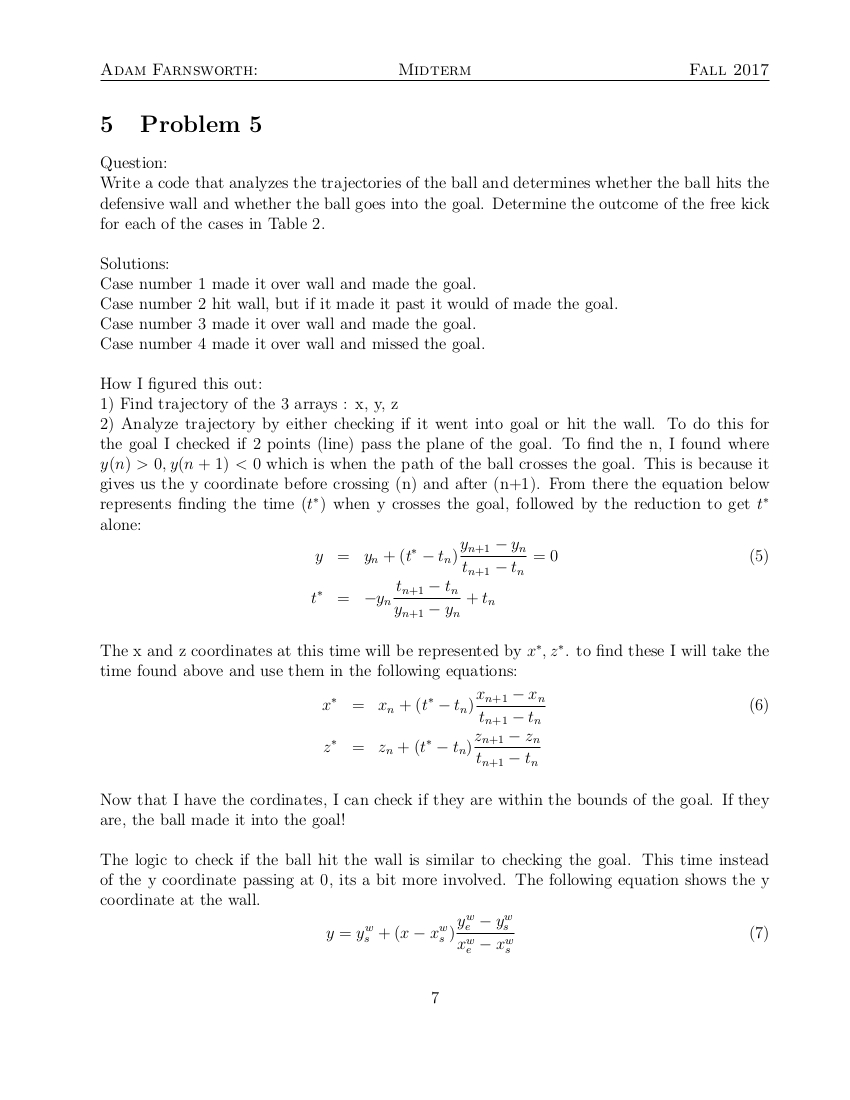 ADAM FARNSWORTH: MIDTERM FALL 2017
5 Problem 5
Question:
Write a code that analyzes the trajectories of the ball and determines whether the ball hits the
defensive wall and whether the ball goes into the goal. Determine the outcome of the free kick
for each of the cases in Table 2.
Solutions:
Case number 1 made it over wall and made the goal.
Case number 2 hit wall, but if it made it past it would of made the goal.
Case number 3 made it over wall and made the goal.
Case number 4 made it over wall and missed the goal.
How I figured this out:
1) Find trajectory of the 3 arrays : x, y, z
2) Analyze trajectory by either checking if it went into goal or hit the wall. To do this for
the goal I checked if 2 points (line) pass the plane of the goal. To find the n, I found where
y(n) > 0, y(n + 1) < 0 which is when the path of the ball crosses the goal. This is because it
gives us the y coordinate before crossing (n) and after (n+1). From there the equation below
represents finding the time (t*) when y crosses the goal, followed by the reduction to get t*
alone:
y = y_n + (t* − t_n) (y_{n+1} − y_n)/(t_{n+1} − t_n) = 0 (5)
t* = −y_n (t_{n+1} − t_n)/(y_{n+1} − y_n) + t_n
The x and z coordinates at this time will be represented by x*, z*. to find these I will take the
time found above and use them in the following equations:
x* = x_n + (t* − t_n) (x_{n+1} − x_n)/(t_{n+1} − t_n) (6)
z* = z_n + (t* − t_n) (z_{n+1} − z_n)/(t_{n+1} − t_n)
Now that I have the cordinates, I can check if they are within the bounds of the goal. If they
are, the ball made it into the goal!
The logic to check if the ball hit the wall is similar to checking the goal. This time instead
of the y coordinate passing at 0, its a bit more involved. The following equation shows the y
coordinate at the wall.
y = y_s^w + (x − x_s^w) (y_e^w − y_s^w)/(x_e^w − x_s^w) (7)
7